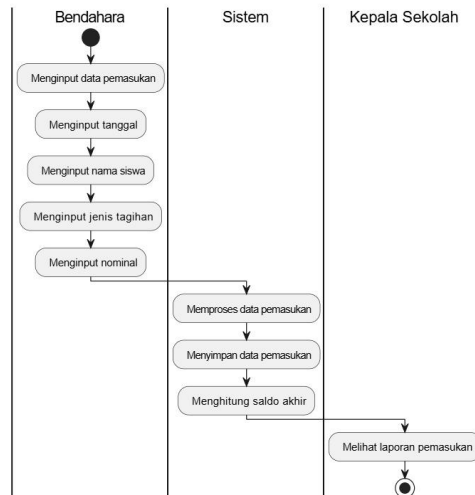 Bendahara
Sistem
Kepala Sekolah
Menginput data pemasukan
Menginput tanggal
Menginput nama siswa
Menginput jenis tagihan
Menginput nominal
Memproses data pemasukan
Menyimpan data pemasukan
Menghitung saldo akhir
Melihat laporan pemasukan